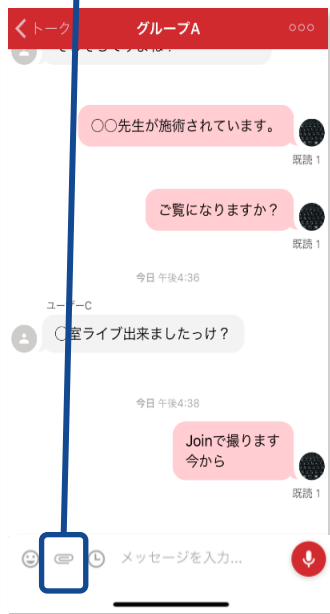 トーク
グループA
○○先生が施術されています。
既読 1
ご覧になりますか？
既読 1
今日 午後4:36
ユーザーC
○室ライブ出来ましたっけ？
今日 午後4:38
Joinで撮ります
今から
既読 1
メッセージを入力...